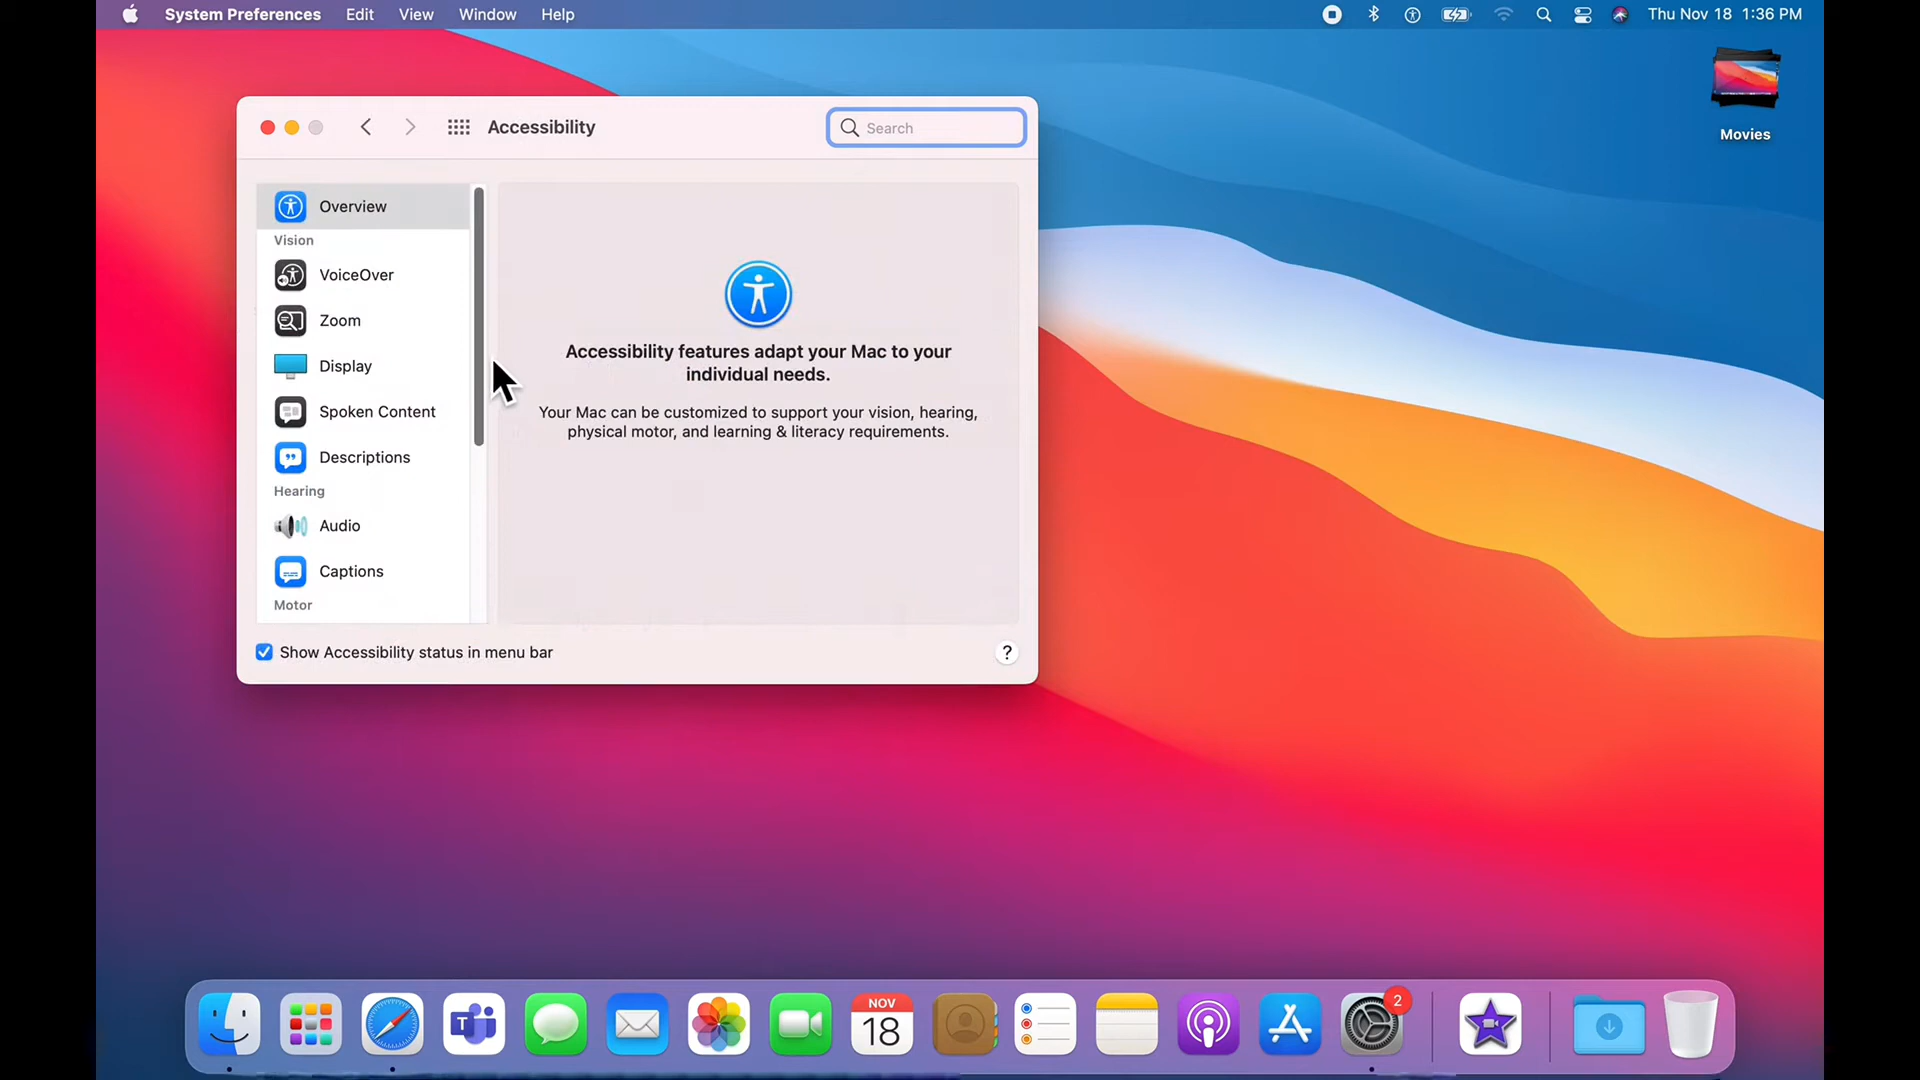 System Preferences Edit View Window Help Thu Nov 18 1:36 PM
Movies
Accessibility Search
Overview
Vision
VoiceOver
Zoom
Display
Spoken Content
Descriptions
Hearing
Audio
Captions
Motor
Accessibility features adapt your Mac to your
individual needs.
Your Mac can be customized to support your vision, hearing,
physical motor, and learning & literacy requirements.
Show Accessibility status in menu bar ?
T
NOV
18
2